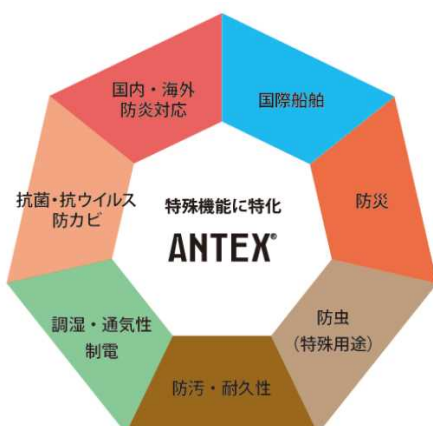 国内・海外
防炎対応
国際船舶
防災
防虫
（特殊用途）
防汚・耐久性
調湿・通気性
制電
抗菌・抗ウイルス
防カビ
特殊機能に特化
ANTEX®